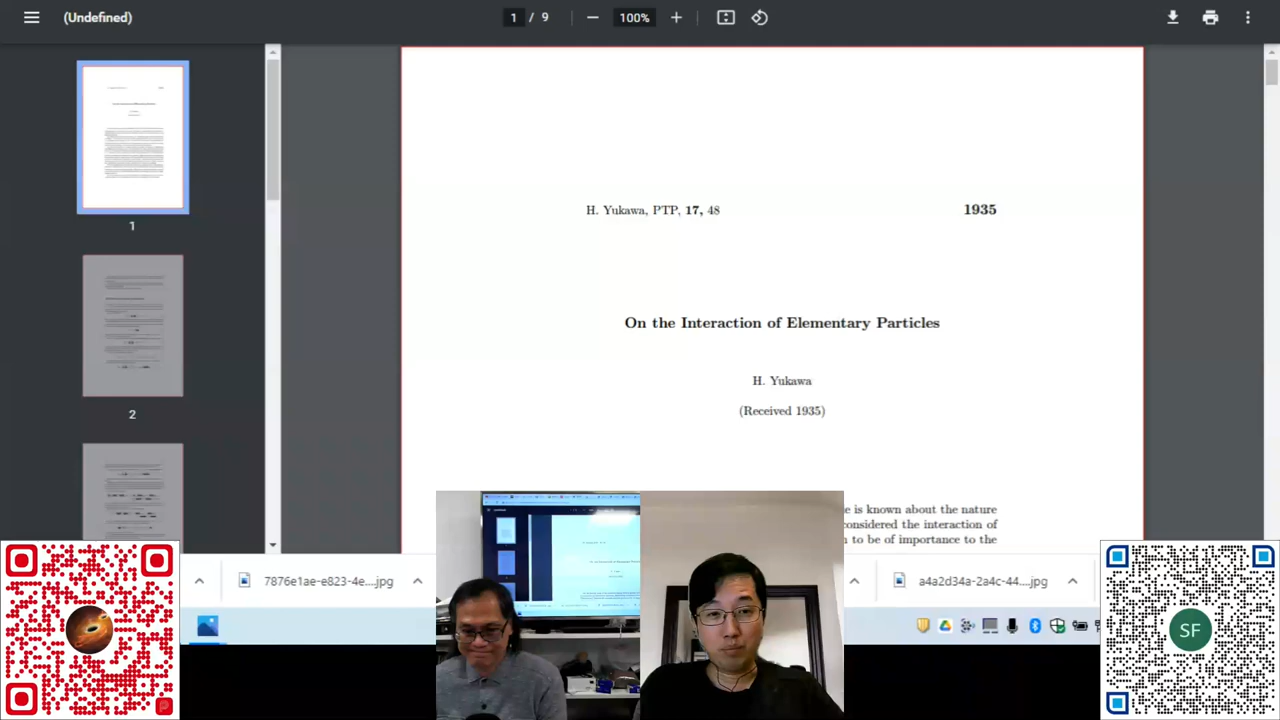 (Undefined)
1 / 9
100%
1
2
H. Yukawa, PTP, 17, 48
1935
On the Interaction of Elementary Particles
H. Yukawa
(Received 1935)
e is known about the nature
considered the interaction of
to be of importance to the
7876e1ae-e823-4e....jpg
a4a2d34a-2a4c-44....jpg
SF